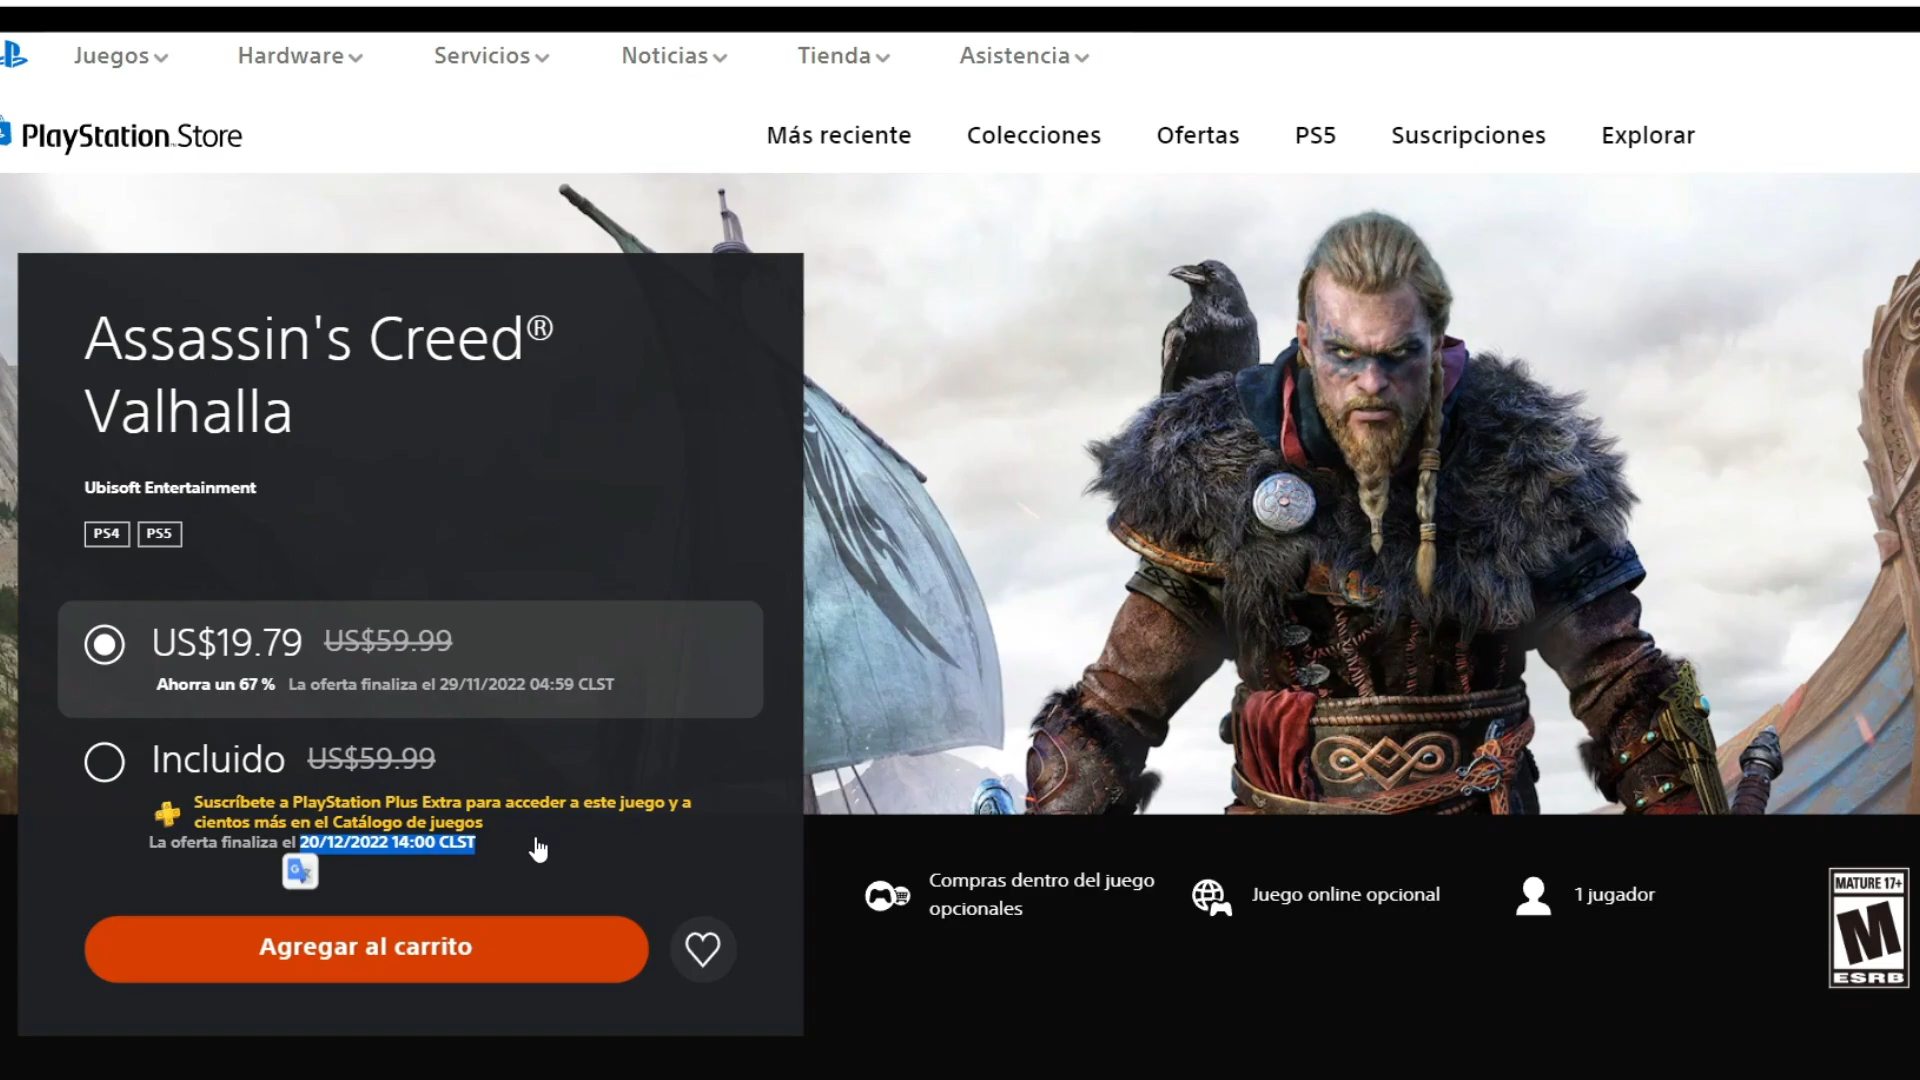 Juegos Hardware Servicios Noticias Tienda Asistencia
PlayStation Store
Más reciente Colecciones Ofertas PS5 Suscripciones Explorar
Assassin's Creed®
Valhalla
Ubisoft Entertainment
PS4 PS5
US$19.79 US$59.99
Ahorra un 67 % La oferta finaliza el 29/11/2022 04:59 CLST
Incluido US$59.99
Suscríbete a PlayStation Plus Extra para acceder a este juego y a
cientos más en el Catálogo de juegos
La oferta finaliza el 20/12/2022 14:00 CLST
Agregar al carrito
Compras dentro del juego
opcionales
Juego online opcional
1 jugador
MATURE 17+
M
ESRB